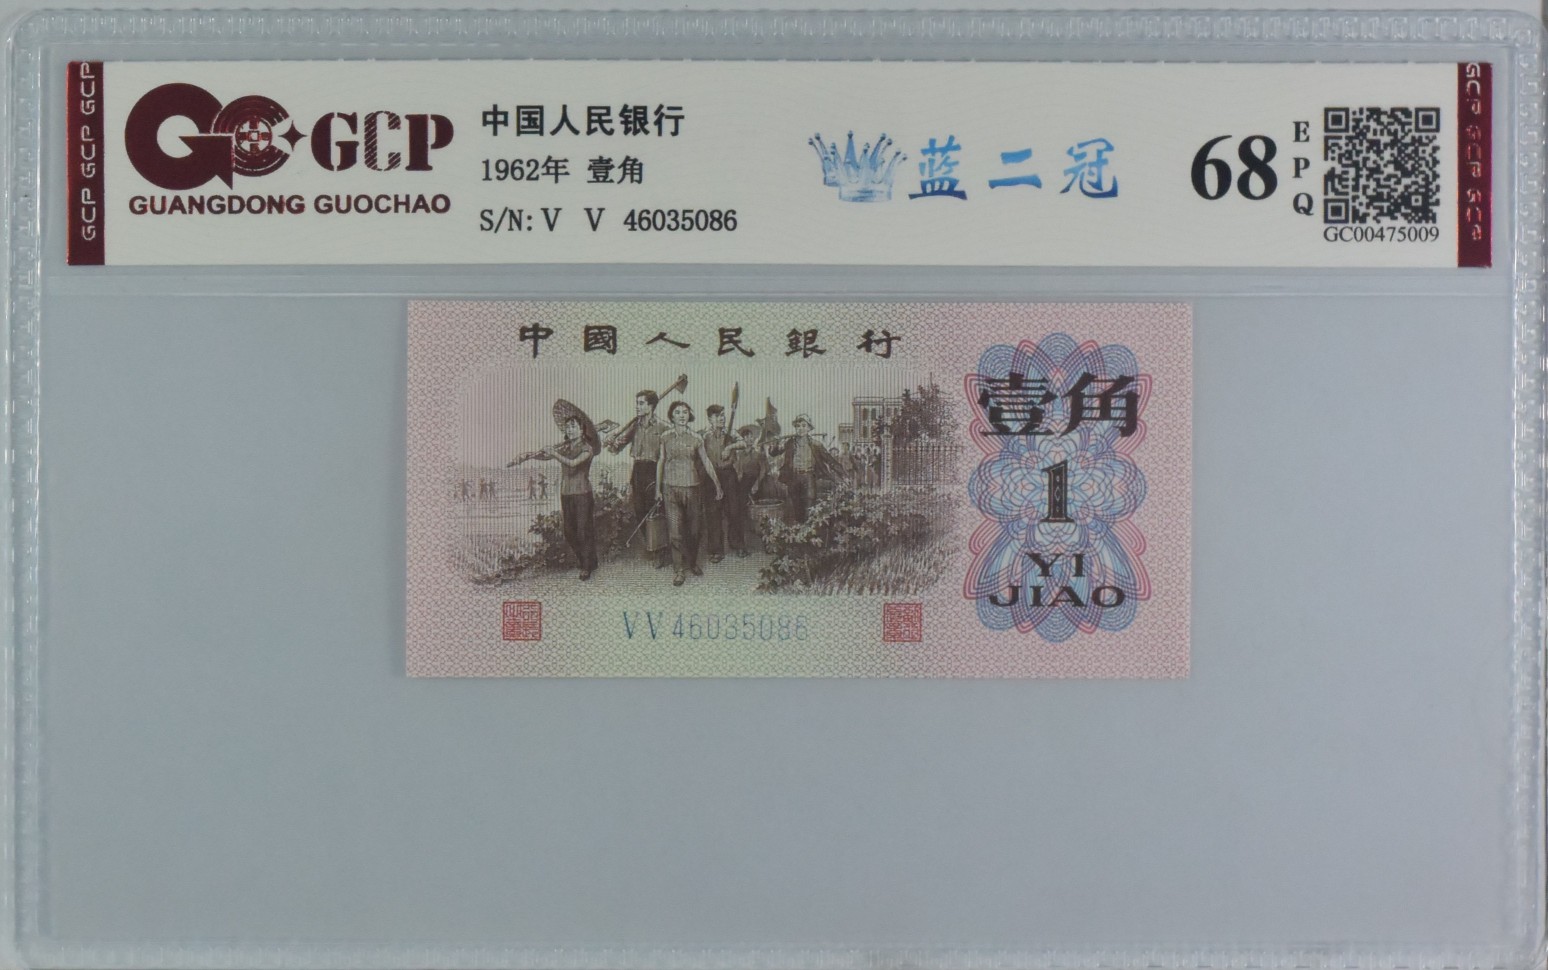 GCP GCP GCP
GCP
GUANGDONG GUOCHAO
中国人民银行
1962年 壹角
S/N: V V 46035086
蓝二冠
68
EPQ
GC00475009
GCP GCP GCP
中國人民銀行
壹角
1
YI
JIAO
VV46035086